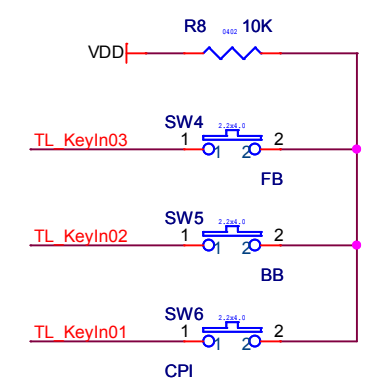 R8 0402 10K
VDD
SW4 2.2x4.0
TL_KeyIn03 1 1 2 2
FB
SW5 2.2x4.0
TL_KeyIn02 1 1 2 2
BB
SW6 2.2x4.0
TL_KeyIn01 1 1 2 2
CPI